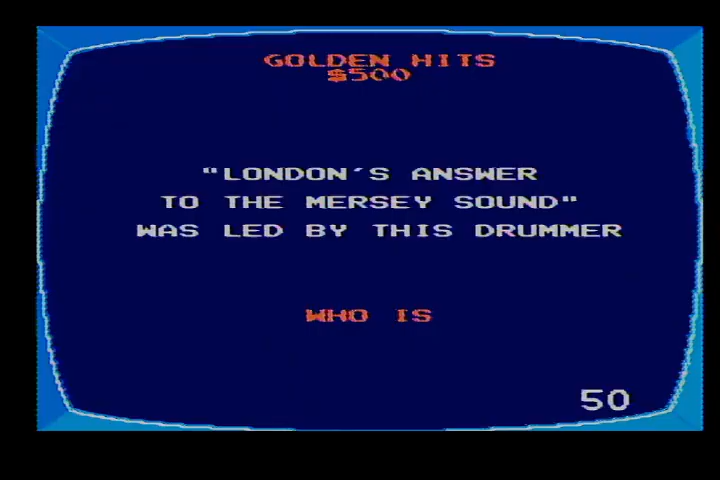 GOLDEN HITS
$500
"LONDON'S ANSWER
TO THE MERSEY SOUND"
WAS LED BY THIS DRUMMER
WHO IS
50